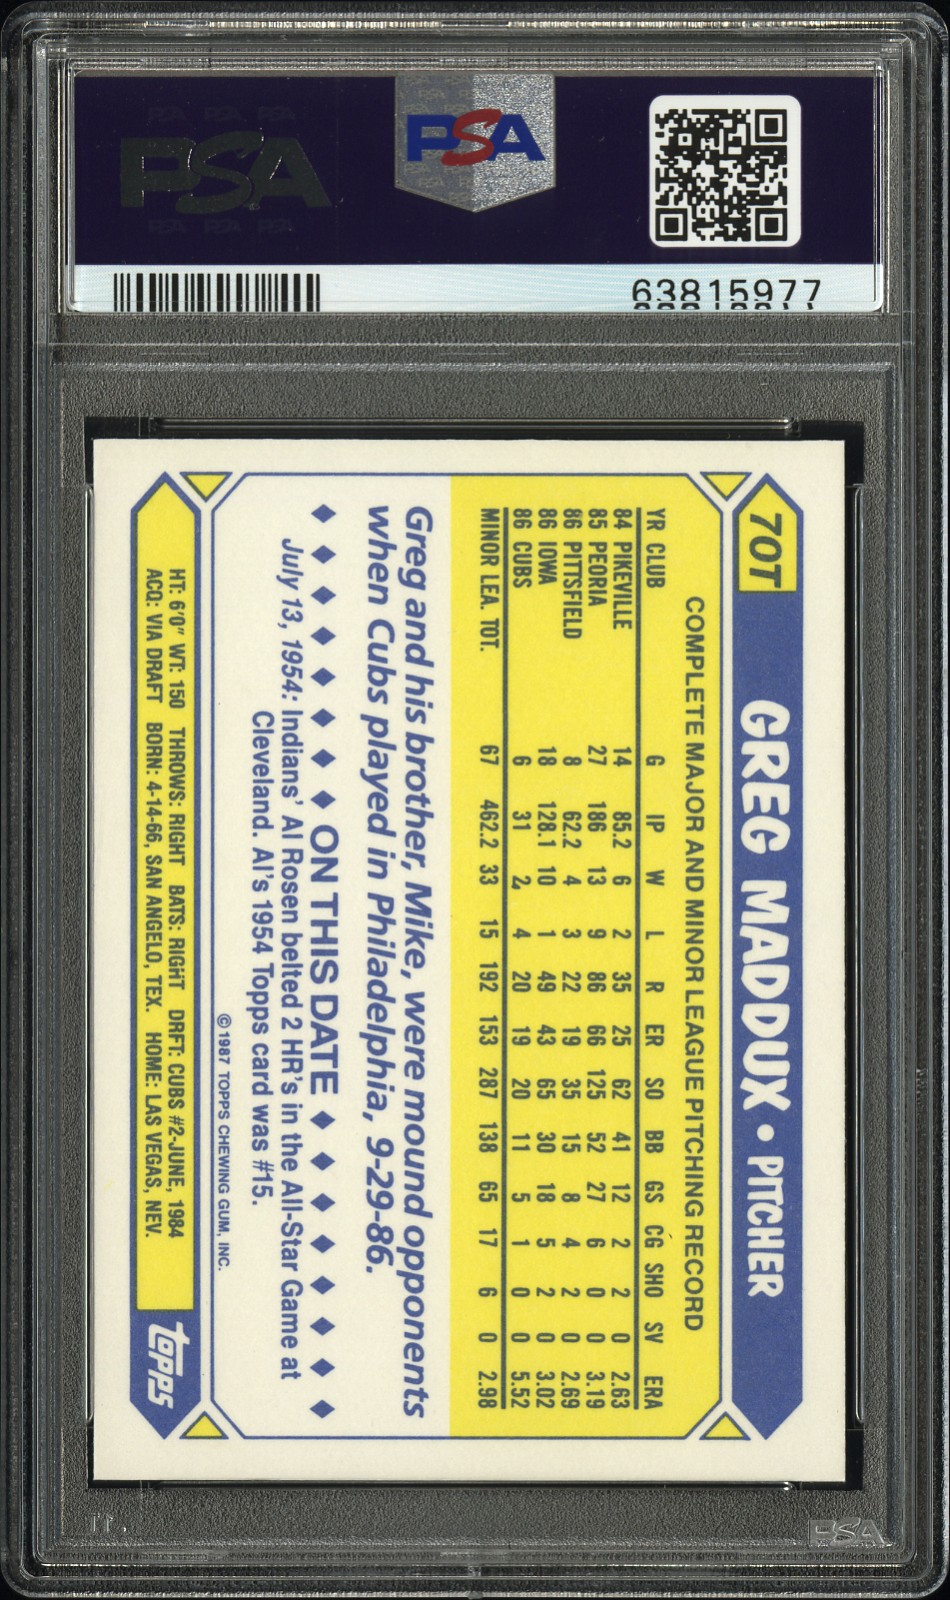 PSA PSA PSA
PSA
PSA PSA PSA
PSA
63815977
70T GREG MADDUX • PITCHER
COMPLETE MAJOR AND MINOR LEAGUE PITCHING RECORD
YR CLUB G IP W L R ER SO BB GS CG SHO SV ERA
84 PIKEVILLE 14 85.2 6 2 35 25 62 41 12 2 2 0 2.63
85 PEORIA 27 186 13 9 86 66 125 52 27 6 0 0 3.19
86 PITTSFIELD 8 62.2 4 3 22 19 35 15 8 4 2 0 2.69
86 IOWA 18 128.1 10 1 49 43 65 30 18 5 2 0 3.02
86 CUBS 6 31 2 4 20 19 20 11 5 1 0 0 5.52
MINOR LEA. TOT. 67 462.2 33 15 192 153 287 138 65 17 6 0 2.98
Greg and his brother, Mike, were mound opponents
when Cubs played in Philadelphia, 9-29-86.
ON THIS DATE
July 13, 1954: Indians' Al Rosen belted 2 HR's in the All-Star Game at
Cleveland. Al's 1954 Topps card was #15.
© 1987 TOPPS CHEWING GUM, INC.
HT: 6'0" WT: 150 THROWS: RIGHT BATS: RIGHT DRFT: CUBS #2-JUNE, 1984
ACQ: VIA DRAFT BORN: 4-14-66, SAN ANGELO, TEX. HOME: LAS VEGAS, NEV.
topps
PSA